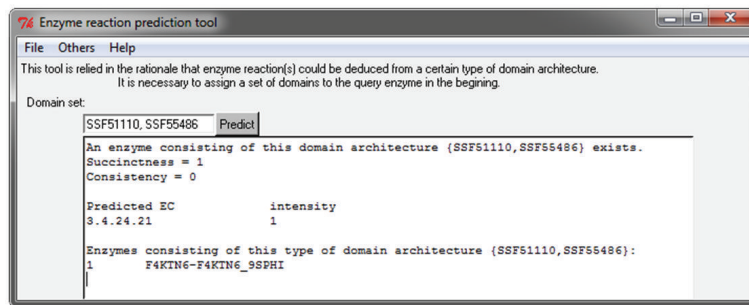 Enzyme reaction prediction tool
File Others Help
This tool is relied in the rationale that enzyme reaction(s) could be deduced from a certain type of domain architecture.
It is necessary to assign a set of domains to the query enzyme in the begining.
Domain set:
SSF51110, SSF55486 Predict
An enzyme consisting of this domain architecture {SSF51110,SSF55486} exists.
Succinctness = 1
Consistency = 0
Predicted EC intensity
3.4.24.21 1
Enzymes consisting of this type of domain architecture {SSF51110,SSF55486}:
1 F4KTN6-F4KTN6_9SPHI